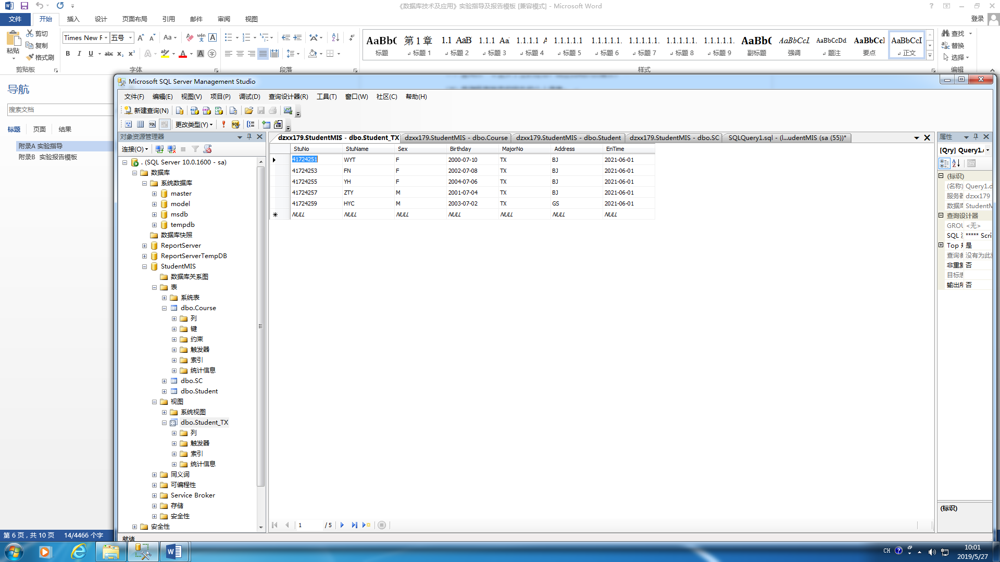 《数据库技术及应用》实验指导及报告模板 [兼容模式] - Microsoft Word
文件 开始 插入 设计 页面布局 引用 邮件 审阅 视图 登录
粘贴 剪切 复制 格式刷 剪贴板
Times New F 五号 字体
段落
AaBbC 标题
第 1 章 标题 1
1.1 AaB 标题 2
1.1.1 Aa 标题 3
1.1.1.1 A 标题 4
1.1.1.1.1 标题 5
1.1.1.1.1. 标题 6
1.1.1.1.1. 标题 7
1.1.1.1.1. 标题 8
1.1.1.1.1. 标题 9
AaBbC 副标题
AaBbCcL 强调
AaBbCcDd 题注
AaBbCcl 要点
AaBbCcI 正文
样式
查找 替换 选择 编辑
导航
搜索文档
标题 页面 结果
附录A 实验指导
附录B 实验报告模板
Microsoft SQL Server Management Studio
文件(F) 编辑(E) 视图(V) 项目(P) 调试(D) 查询设计器(R) 工具(T) 窗口(W) 社区(C) 帮助(H)
新建查询(N)
更改类型(Y)
对象资源管理器
连接(O)
. (SQL Server 10.0.1600 - sa)
数据库
系统数据库
master
model
msdb
tempdb
数据库快照
ReportServer
ReportServerTempDB
StudentMIS
数据库关系图
表
系统表
dbo.Course
列
键
约束
触发器
索引
统计信息
dbo.SC
dbo.Student
视图
系统视图
dbo.Student_TX
列
触发器
索引
统计信息
同义词
可编程性
Service Broker
存储
安全性
安全性
dzxx179.StudentMIS - dbo.Student_TX dzxx179.StudentMIS - dbo.Course dzxx179.StudentMIS - dbo.Student dzxx179.StudentMIS - dbo.SC SQLQuery1.sql - (l...udentMIS (sa (55))*
StuNo StuName Sex Birthday MajorNo Address EnTime
41724251 WYT F 2000-07-10 TX BJ 2021-06-01
41724253 FN F 2002-07-08 TX BJ 2021-06-01
41724255 YH F 2004-07-06 TX BJ 2021-06-01
41724257 ZTY M 2001-07-04 TX BJ 2021-06-01
41724259 HYC M 2003-07-02 TX GS 2021-06-01
NULL NULL NULL NULL NULL NULL NULL
1 / 5
属性
[Qry] Query1.
(标识)
(名称) Query1.d
服务器 dzxx179
数据库 StudentM
查询设计器
GROU <无>
SQL ***** Scri
Top 是
查询参 没有为此
非重复 否
目标表
输出所 否
(标识)
就绪
第 6 页，共 10 页 14/4466 个字
CH
10:01
2019/5/27